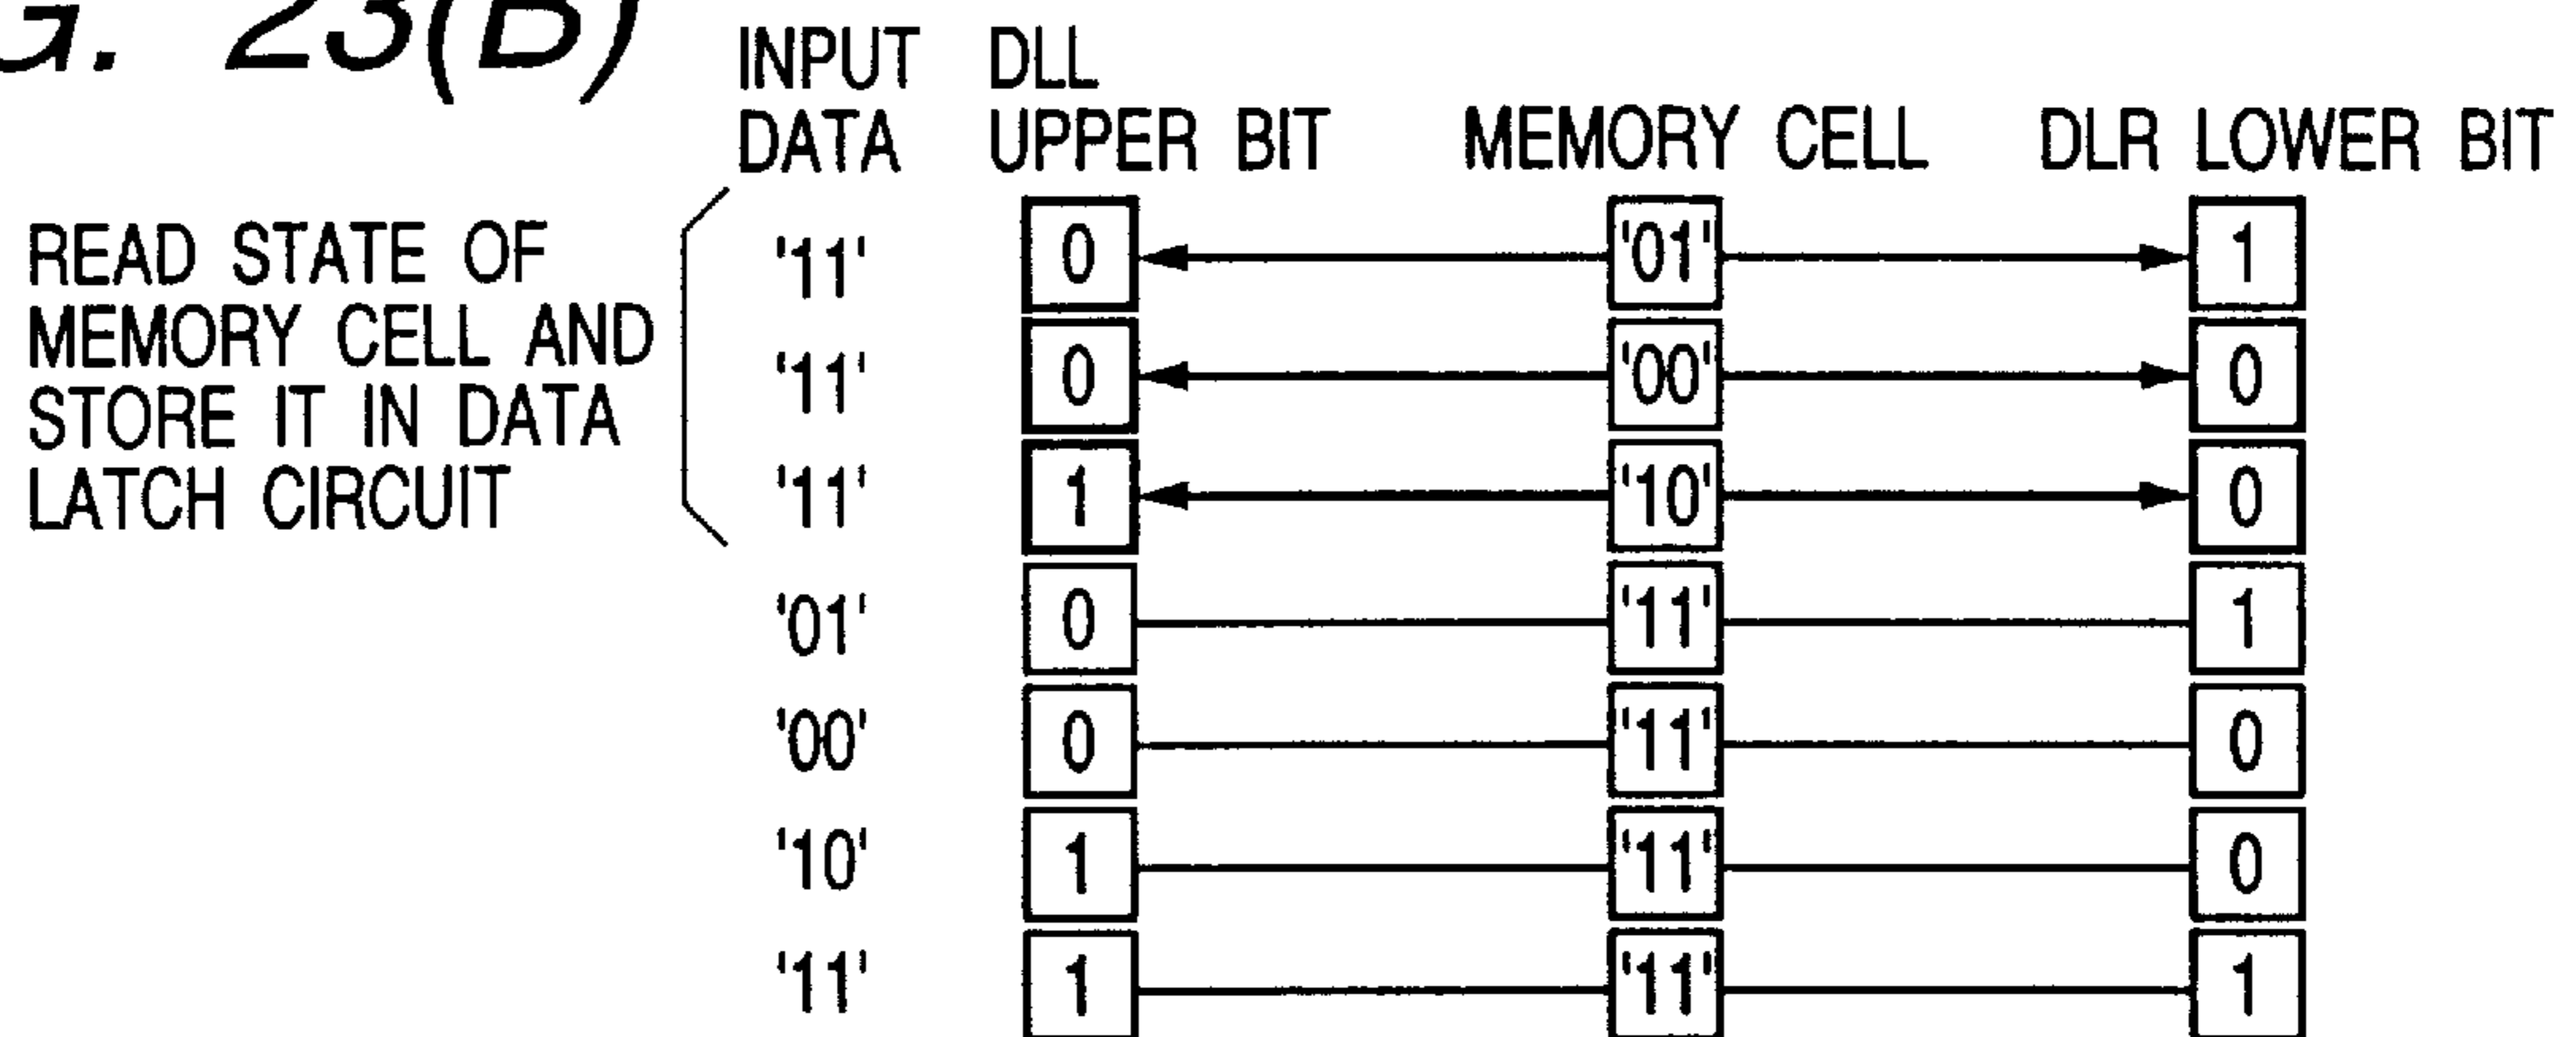 G. 23(B)
INPUT DLL
DATA UPPER BIT MEMORY CELL DLR LOWER BIT
READ STATE OF
MEMORY CELL AND
STORE IT IN DATA
LATCH CIRCUIT
'11' 0 '01' 1
'11' 0 '00' 0
'11' 1 '10' 0
'01' 0 '11' 1
'00' 0 '11' 0
'10' 1 '11' 0
'11' 1 '11' 1